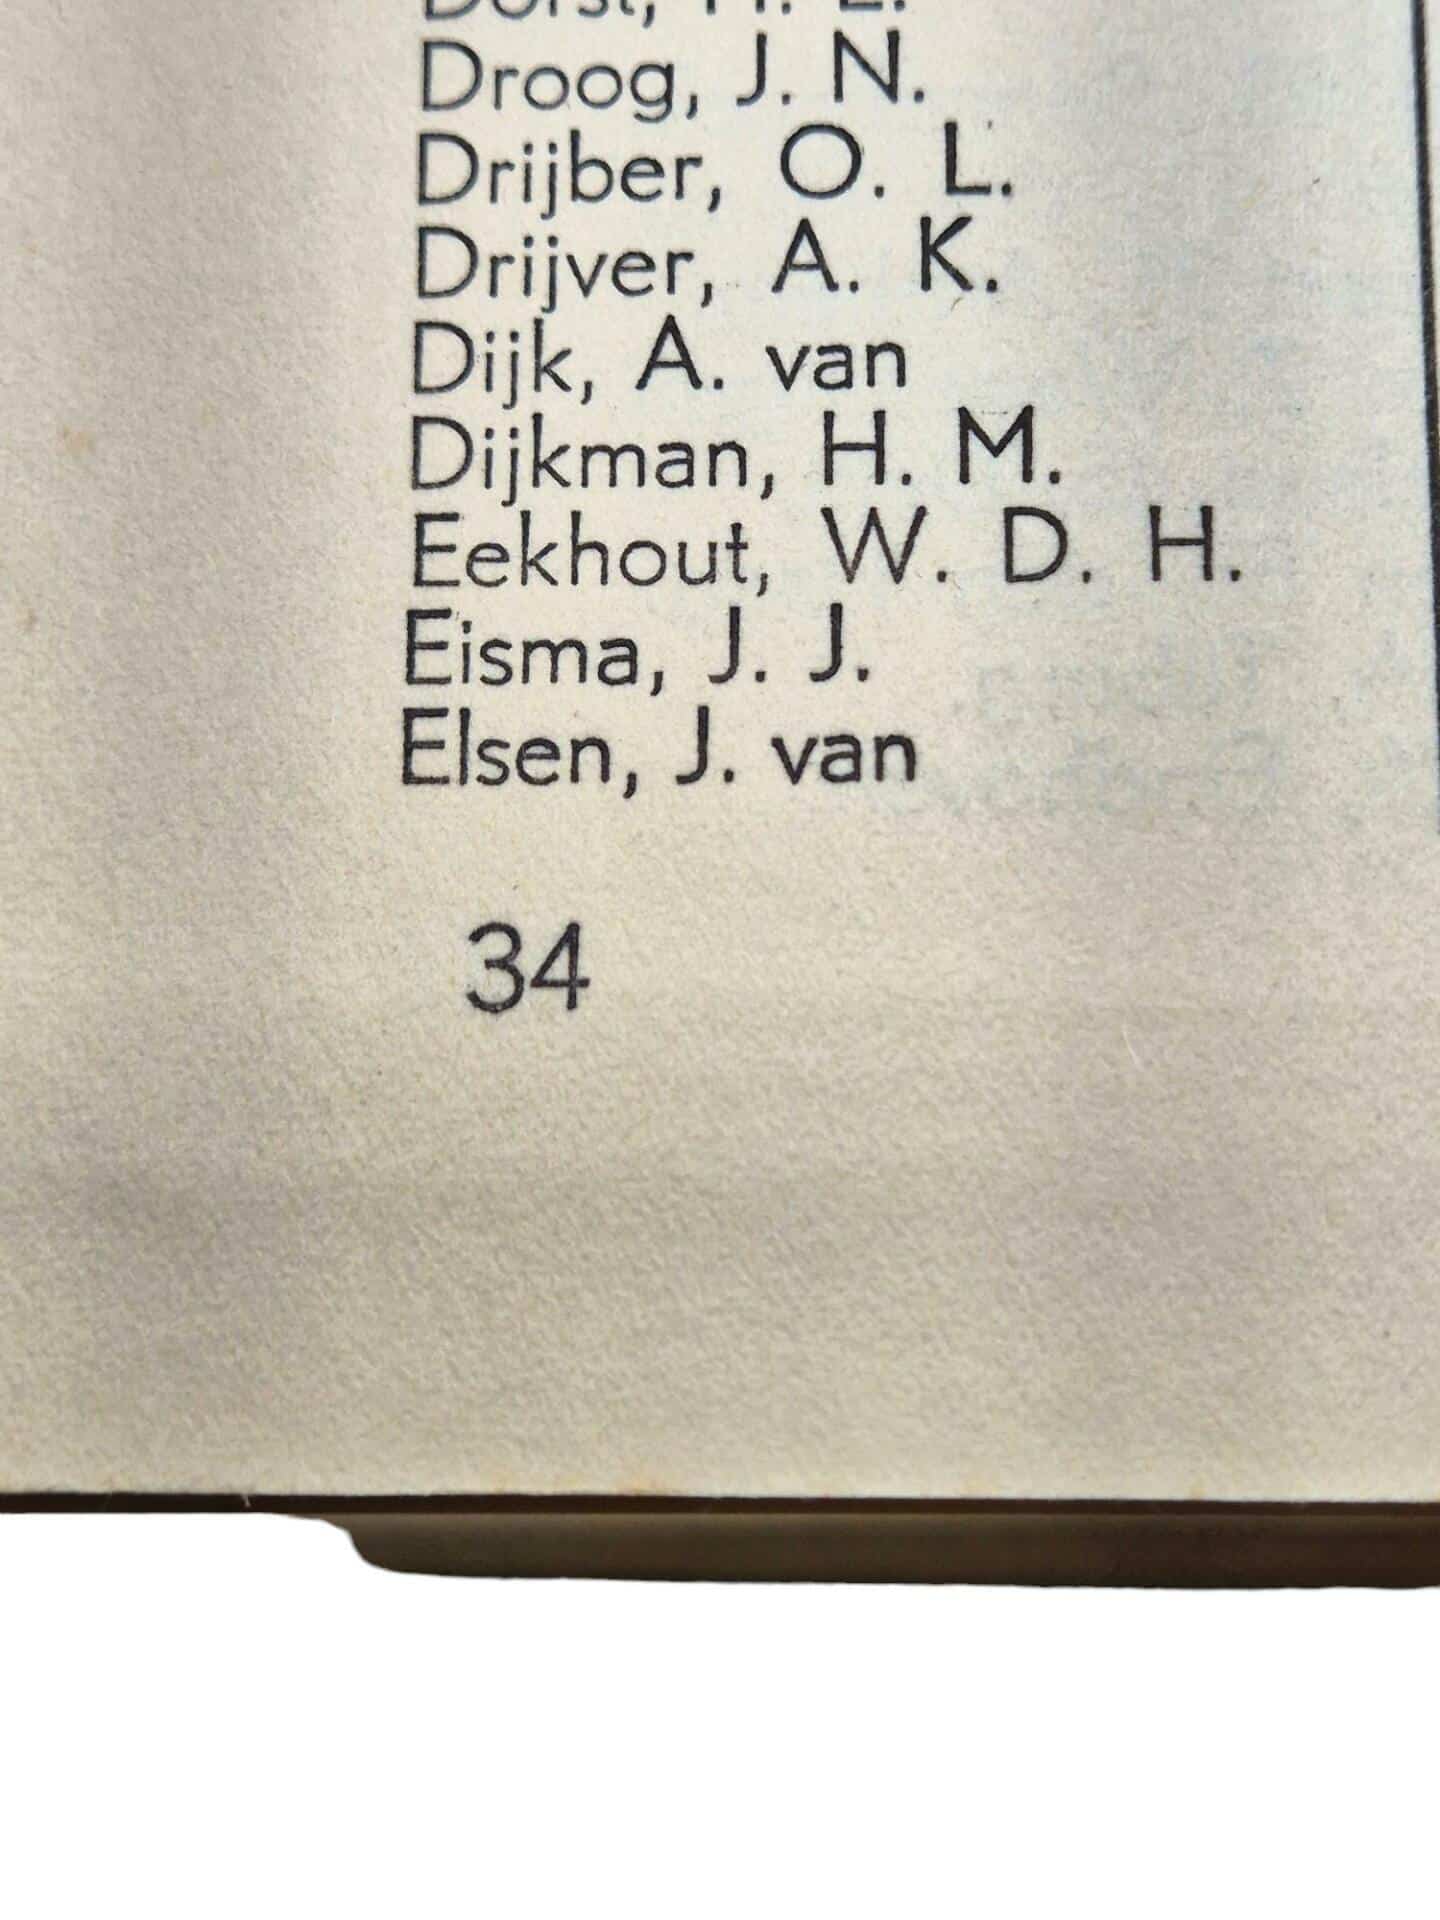 Droog, J. N.
Drijber, O. L.
Drijver, A. K.
Dijk, A. van
Dijkman, H. M.
Eekhout, W. D. H.
Eisma, J. J.
Elsen, J. van
34